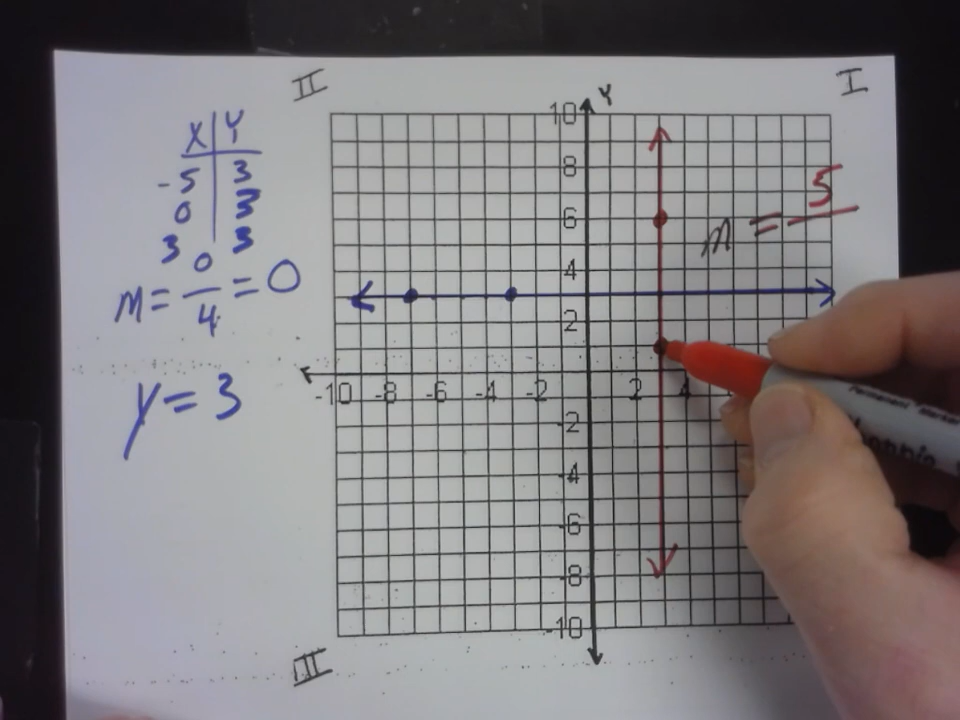 II
I
X Y
-5 3
0 3
3 3
M = 0/4 = 0
y = 3
Y
10
8
6
4
2
-10 -8 -6 -4 -2 2 4
-2
-4
-6
-8
-10
m = 5
III